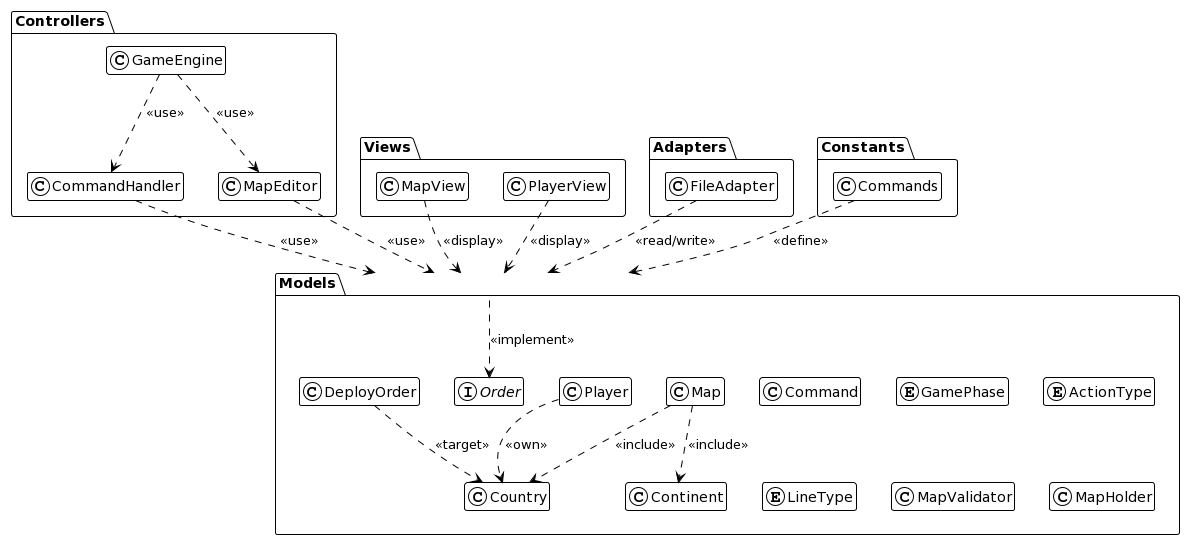 Controllers
C GameEngine
«use»
«use»
C CommandHandler
C MapEditor
Views
C MapView
C PlayerView
Adapters
C FileAdapter
Constants
C Commands
«use»
«use»
«display»
«display»
«read/write»
«define»
Models
«implement»
C DeployOrder
I Order
C Player
C Map
C Command
E GamePhase
E ActionType
«target»
«own»
«include»
«include»
C Country
C Continent
E LineType
C MapValidator
C MapHolder